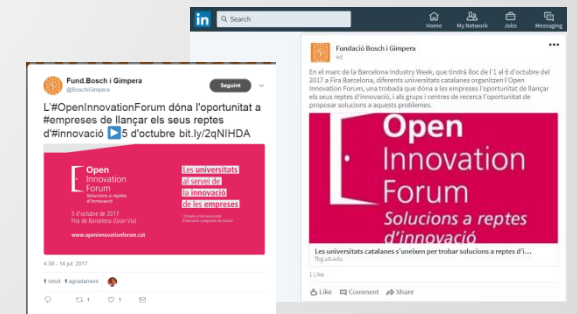 in Search
Home My Network Jobs Messaging
Fund.Bosch i Gimpera
@BoschiGimpera
Seguint
L'#OpenInnovationForum dóna l'oportunitat a
#empreses de llançar els seus reptes
d'#innovació ▶5 d'octubre bit.ly/2qNIHDA
Open
Innovation
Forum
Solucions a reptes
d'innovació
5 d'octubre de 2017
Fira de Barcelona (Gran Via)
www.openinnovationforum.cat
Les universitats
al servei de
la innovació
de les empreses
4:38 - 14 jul. 2017
1 retuit 1 agradament
1 1
Fundació Bosch i Gimpera
4d
En el marc de la Barcelona Industry Week, que tindrà lloc de l'1 al 6 d'octubre del
2017 a Fira Barcelona, diferents universitats catalanes organitzen l'Open
Innovation Forum, una trobada que dóna a empreses l'oportunitat de llançar
els seus reptes d'innovació, i als grups i centres de recerca l'oportunitat de
proposar solucions a aquests problemes.
Open
Innovation
Forum
Solucions a reptes
d'innovació
Les universitats catalanes s'uneixen per trobar solucions a reptes d'i...
fbg.ub.edu
1 Like
Like Comment Share